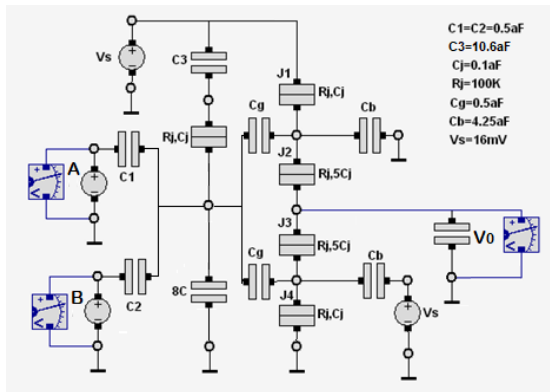 C1=C2=0.5aF
C3=10.6aF
Cj=0.1aF
Rj=100K
Cg=0.5aF
Cb=4.25aF
Vs=16mV
Vs
C3
J1
Rj,Cj
Rj,Cj
Cg
Cb
A
C1
J2
Rj,5Cj
J3
Rj,5Cj
V0
B
C2
8C
Cg
Cb
J4
Rj,Cj
Vs